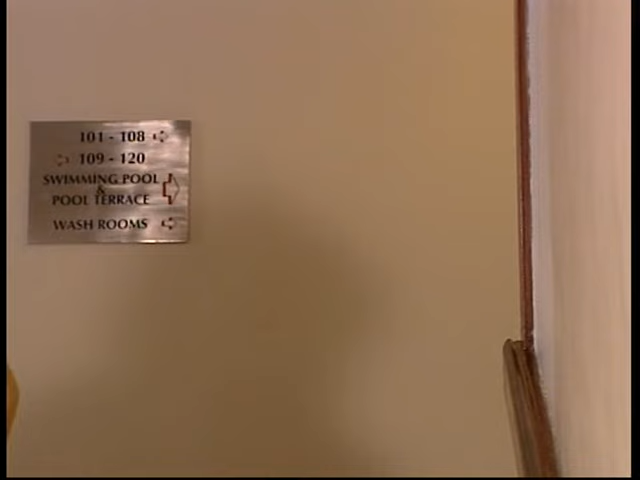 101 - 108
109 - 120
SWIMMING POOL
&
POOL TERRACE
WASH ROOMS